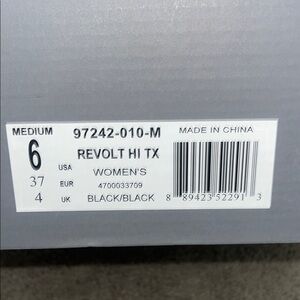 MEDIUM 97242-010-M MADE IN CHINA
6 USA REVOLT HI TX
37 EUR WOMEN'S
4700033709
4 UK BLACK/BLACK 8 89423 52291 3